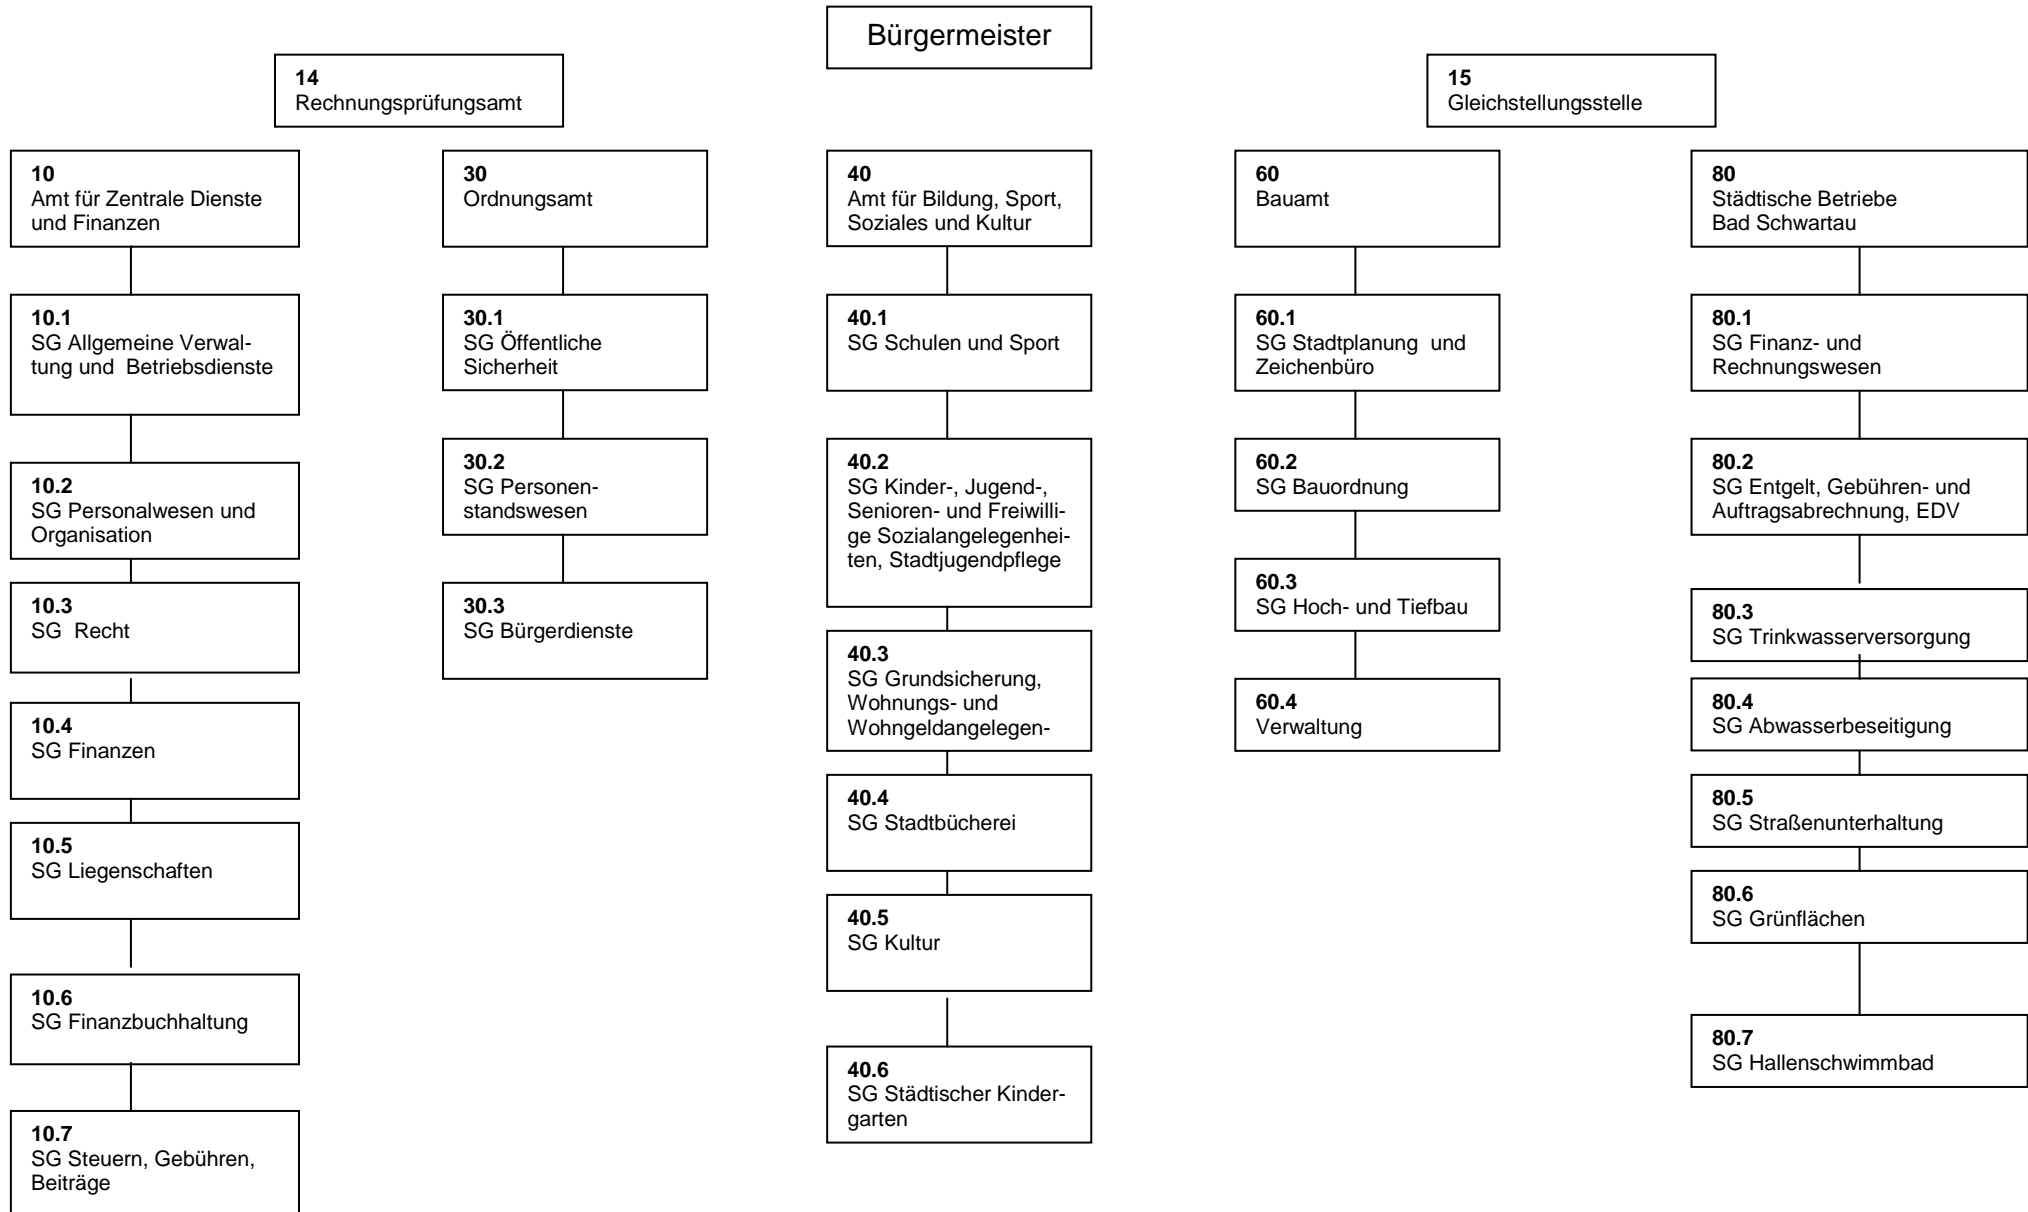 Bürgermeister
14
Rechnungsprüfungsamt
15
Gleichstellungsstelle
10
Amt für Zentrale Dienste
und Finanzen
10.1
SG Allgemeine Verwal-
tung und  Betriebsdienste
10.2
SG Personalwesen und
Organisation
10.3
SG  Recht
10.4
SG Finanzen
10.5
SG Liegenschaften
10.6
SG Finanzbuchhaltung
10.7
SG Steuern, Gebühren,
Beiträge
30
Ordnungsamt
30.1
SG Öffentliche
Sicherheit
30.2
SG Personen-
standswesen
30.3
SG Bürgerdienste
40
Amt für Bildung, Sport,
Soziales und Kultur
40.1
SG Schulen und Sport
40.2
SG Kinder-, Jugend-,
Senioren- und Freiwilli-
ge Sozialangelegenhei-
ten, Stadtjugendpflege
40.3
SG Grundsicherung,
Wohnungs- und
Wohngeldangelegen-
40.4
SG Stadtbücherei
40.5
SG Kultur
40.6
SG Städtischer Kinder-
garten
60
Bauamt
60.1
SG Stadtplanung  und
Zeichenbüro
60.2
SG Bauordnung
60.3
SG Hoch- und Tiefbau
60.4
Verwaltung
80
Städtische Betriebe
Bad Schwartau
80.1
SG Finanz- und
Rechnungswesen
80.2
SG Entgelt, Gebühren- und
Auftragsabrechnung, EDV
80.3
SG Trinkwasserversorgung
80.4
SG Abwasserbeseitigung
80.5
SG Straßenunterhaltung
80.6
SG Grünflächen
80.7
SG Hallenschwimmbad